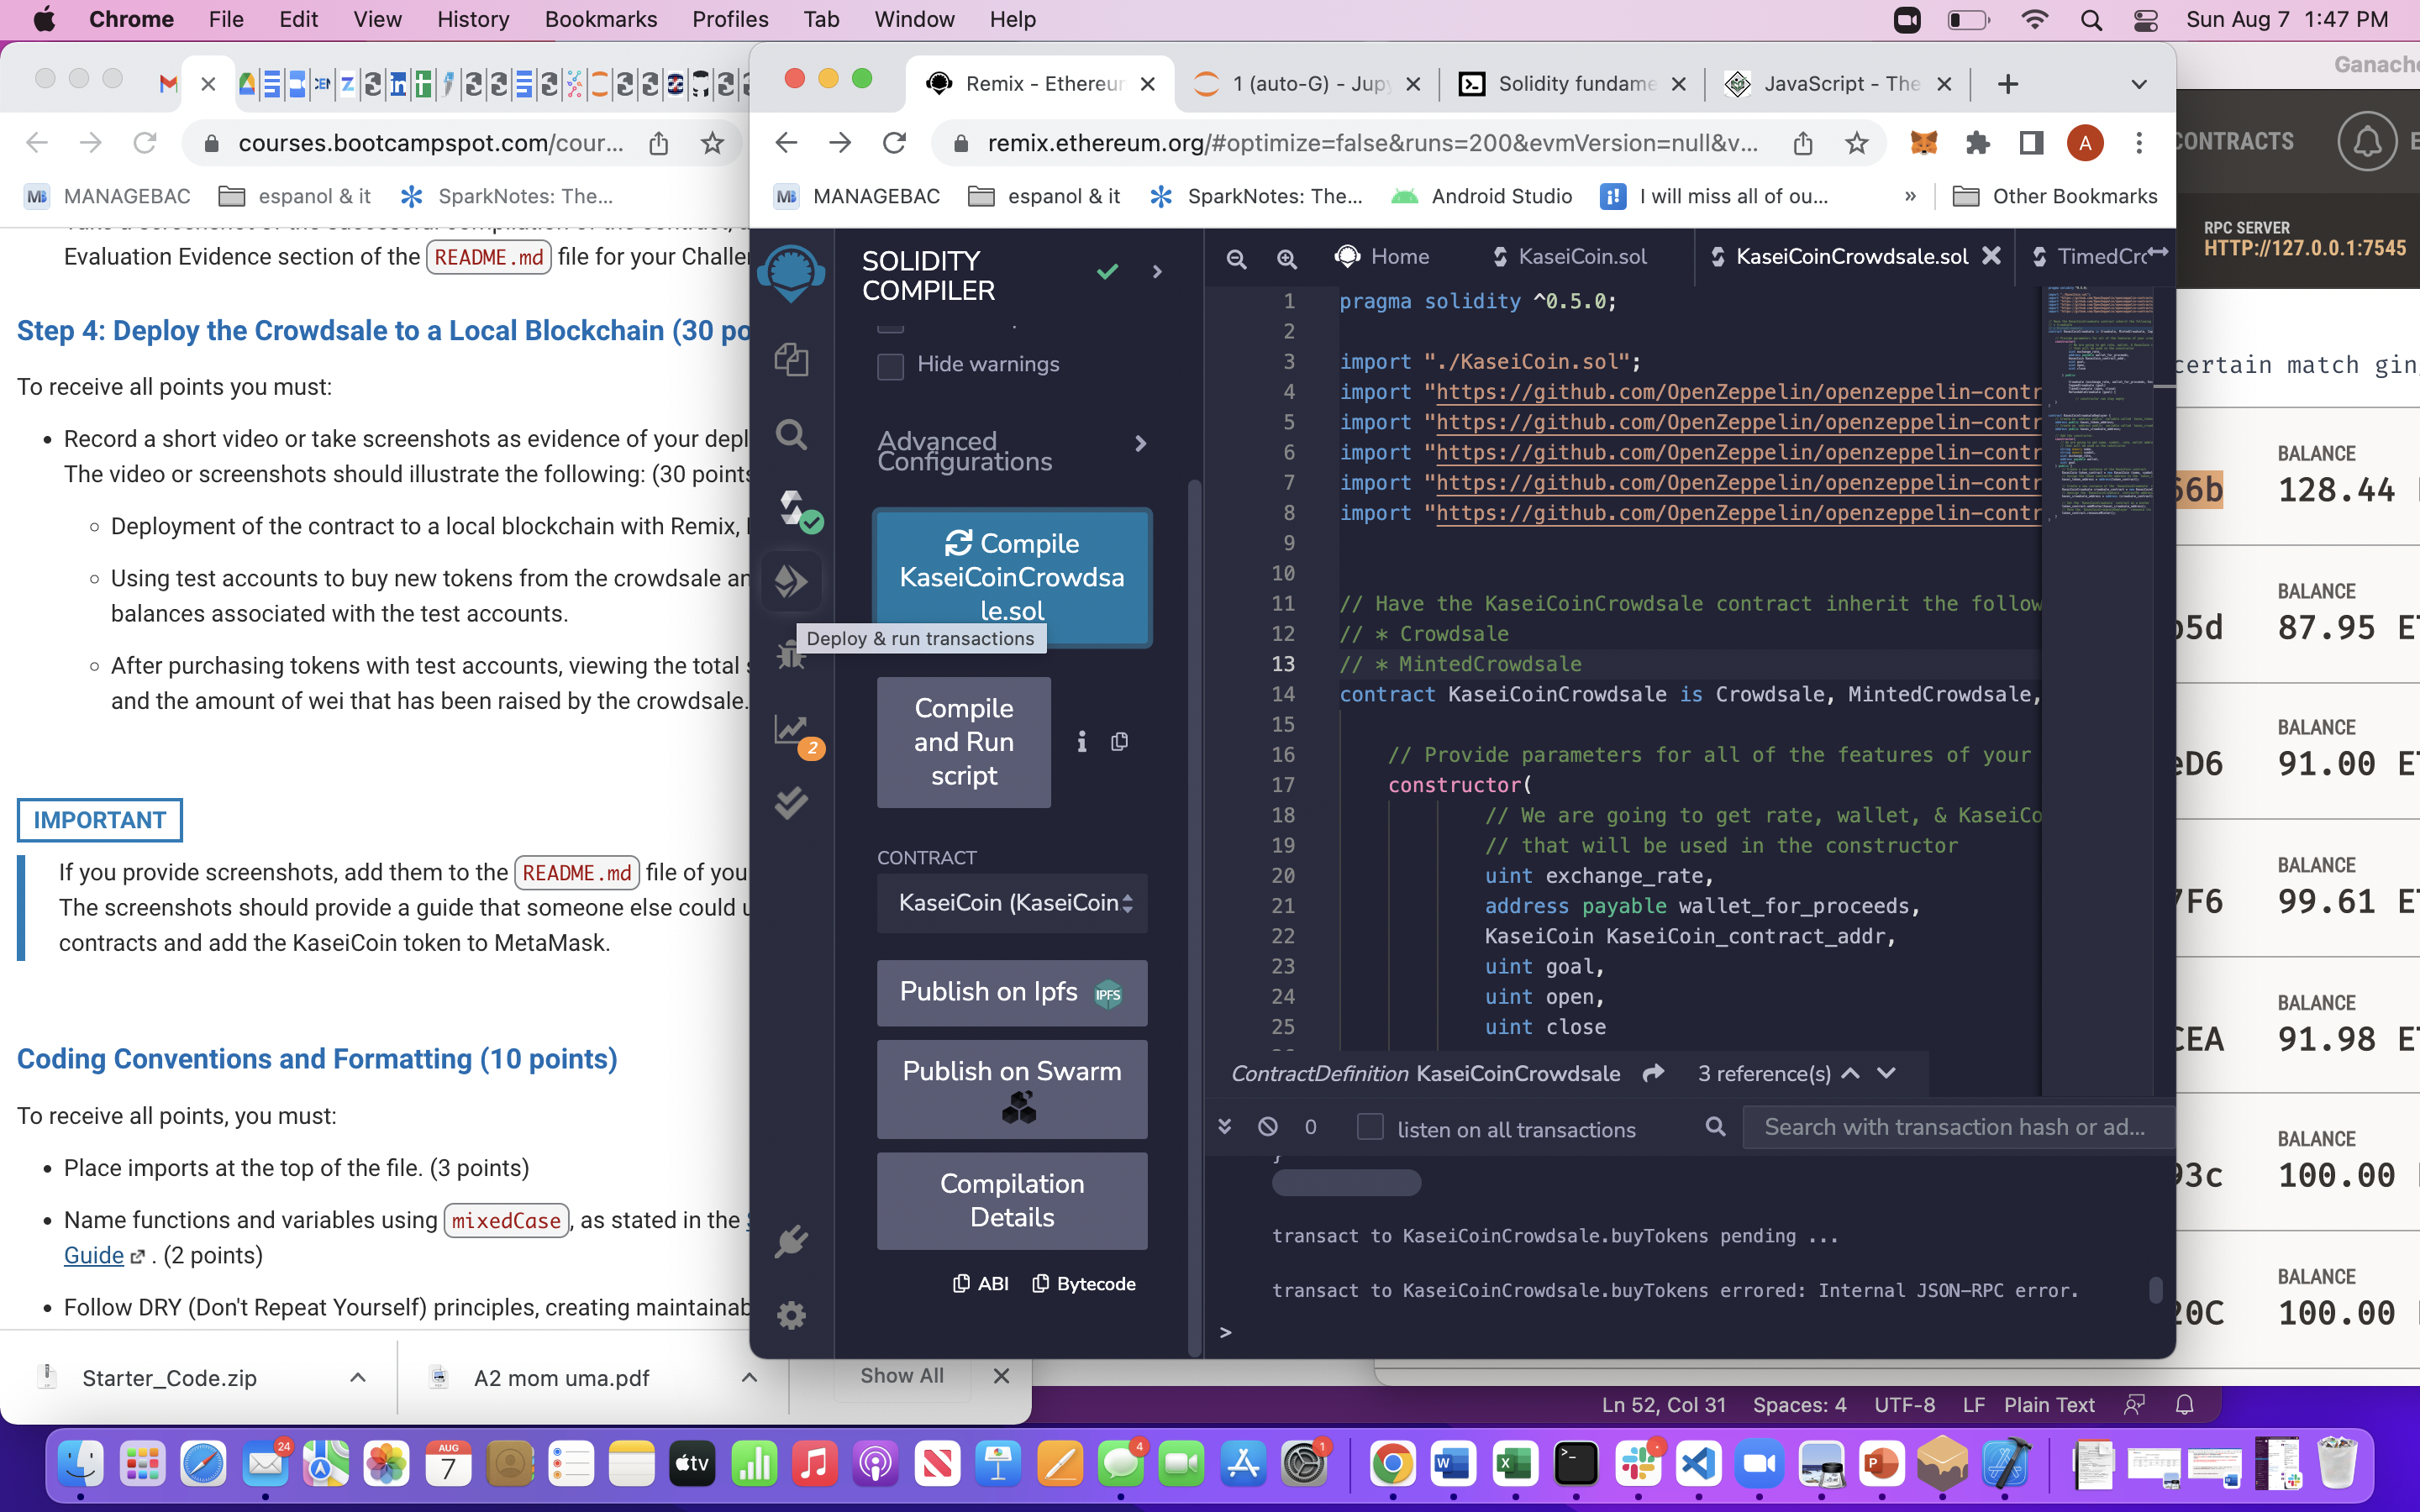 Chrome File Edit View History Bookmarks Profiles Tab Window Help
Sun Aug 7 1:47 PM
courses.bootcampspot.com/cour...
MANAGEBAC
espanol & it
SparkNotes: The...
Evaluation Evidence section of the README.md file for your Challer
Step 4: Deploy the Crowdsale to a Local Blockchain (30 po
To receive all points you must:
• Record a short video or take screenshots as evidence of your depl
The video or screenshots should illustrate the following: (30 points
Deployment of the contract to a local blockchain with Remix,
Using test accounts to buy new tokens from the crowdsale an
balances associated with the test accounts.
After purchasing tokens with test accounts, viewing the total
and the amount of wei that has been raised by the crowdsale.
IMPORTANT
If you provide screenshots, add them to the README.md file of you
The screenshots should provide a guide that someone else could u
contracts and add the KaseiCoin token to MetaMask.
Coding Conventions and Formatting (10 points)
To receive all points, you must:
• Place imports at the top of the file. (3 points)
• Name functions and variables using mixedCase, as stated in the
Guide . (2 points)
• Follow DRY (Don't Repeat Yourself) principles, creating maintainab
Starter_Code.zip
A2 mom uma.pdf
Show All
Remix - Ethereur
1 (auto-G) - Jupy
Solidity fundame
JavaScript - The
remix.ethereum.org/#optimize=false&runs=200&evmVersion=null&v...
A
MANAGEBAC
espanol & it
SparkNotes: The...
Android Studio
I will miss all of ou...
»
Other Bookmarks
SOLIDITY
COMPILER
Hide warnings
Advanced
Configurations
Compile
KaseiCoinCrowdsa
le.sol
Deploy & run transactions
Compile
and Run
script
2
CONTRACT
KaseiCoin (KaseiCoin
Publish on Ipfs IPFS
Publish on Swarm
Compilation
Details
ABI
Bytecode
Home
KaseiCoin.sol
KaseiCoinCrowdsale.sol
TimedCr
1 pragma solidity ^0.5.0;
2
3 import "./KaseiCoin.sol";
4 import "https://github.com/OpenZeppelin/openzeppelin-contr
5 import "https://github.com/OpenZeppelin/openzeppelin-contr
6 import "https://github.com/OpenZeppelin/openzeppelin-contr
7 import "https://github.com/OpenZeppelin/openzeppelin-contr
8 import "https://github.com/OpenZeppelin/openzeppelin-contr
9
10
11 // Have the KaseiCoinCrowdsale contract inherit the follow
12 // * Crowdsale
13 // * MintedCrowdsale
14 contract KaseiCoinCrowdsale is Crowdsale, MintedCrowdsale,
15
16 // Provide parameters for all of the features of your
17 constructor(
18 // We are going to get rate, wallet, & KaseiCo
19 // that will be used in the constructor
20 uint exchange_rate,
21 address payable wallet_for_proceeds,
22 KaseiCoin KaseiCoin_contract_addr,
23 uint goal,
24 uint open,
25 uint close
ContractDefinition KaseiCoinCrowdsale 3 reference(s)
0 listen on all transactions Search with transaction hash or ad...
}
transact to KaseiCoinCrowdsale.buyTokens pending ...
transact to KaseiCoinCrowdsale.buyTokens errored: Internal JSON-RPC error.
>
Ganache
CONTRACTS
RPC SERVER
HTTP://127.0.0.1:7545
certain match gin
BALANCE
66b 128.44
BALANCE
b5d 87.95 ET
BALANCE
eD6 91.00 ET
BALANCE
7F6 99.61 ET
BALANCE
CEA 91.98 ET
BALANCE
93c 100.00
BALANCE
20C 100.00
Ln 52, Col 31 Spaces: 4 UTF-8 LF Plain Text
24
AUG
7
tv
4
1